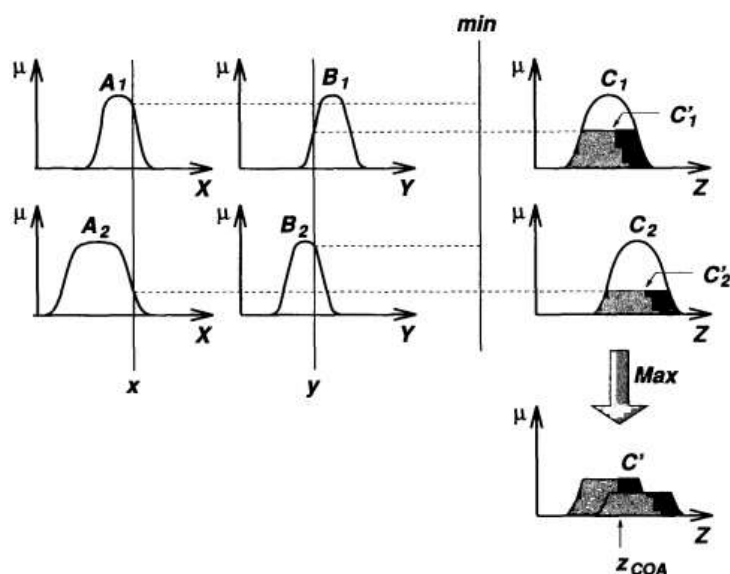 min
μ A1 μ B1 μ C1
C'1
X Y Z
μ A2 μ B2 μ C2
C'2
X Y Z
x y
Max
μ C'
Z
zCOA